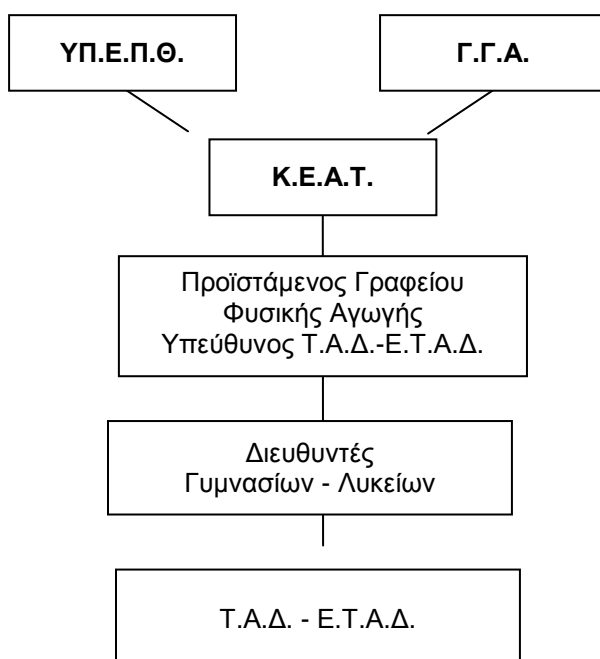 ΥΠ.Ε.Π.Θ.
Γ.Γ.Α.
Κ.Ε.Α.Τ.
Προϊστάμενος Γραφείου
Φυσικής Αγωγής
Υπεύθυνος Τ.Α.Δ.-Ε.Τ.Α.Δ.
Διευθυντές
Γυμνασίων - Λυκείων
Τ.Α.Δ. - Ε.Τ.Α.Δ.